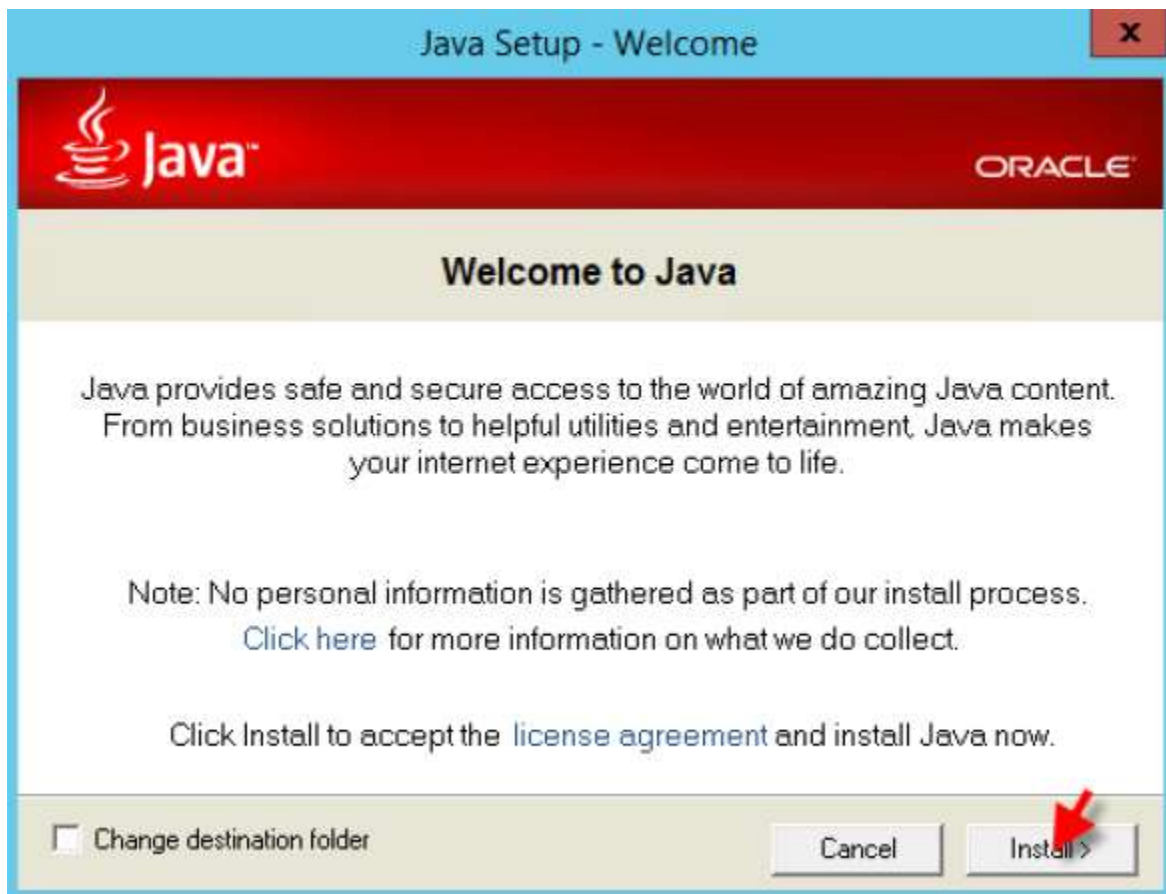 Java Setup - Welcome
x
Java™
ORACLE
Welcome to Java
Java provides safe and secure access to the world of amazing Java content.
From business solutions to helpful utilities and entertainment, Java makes
your internet experience come to life.
Note: No personal information is gathered as part of our install process.
Click here for more information on what we do collect.
Click Install to accept the license agreement and install Java now.
Change destination folder
Cancel
Install >